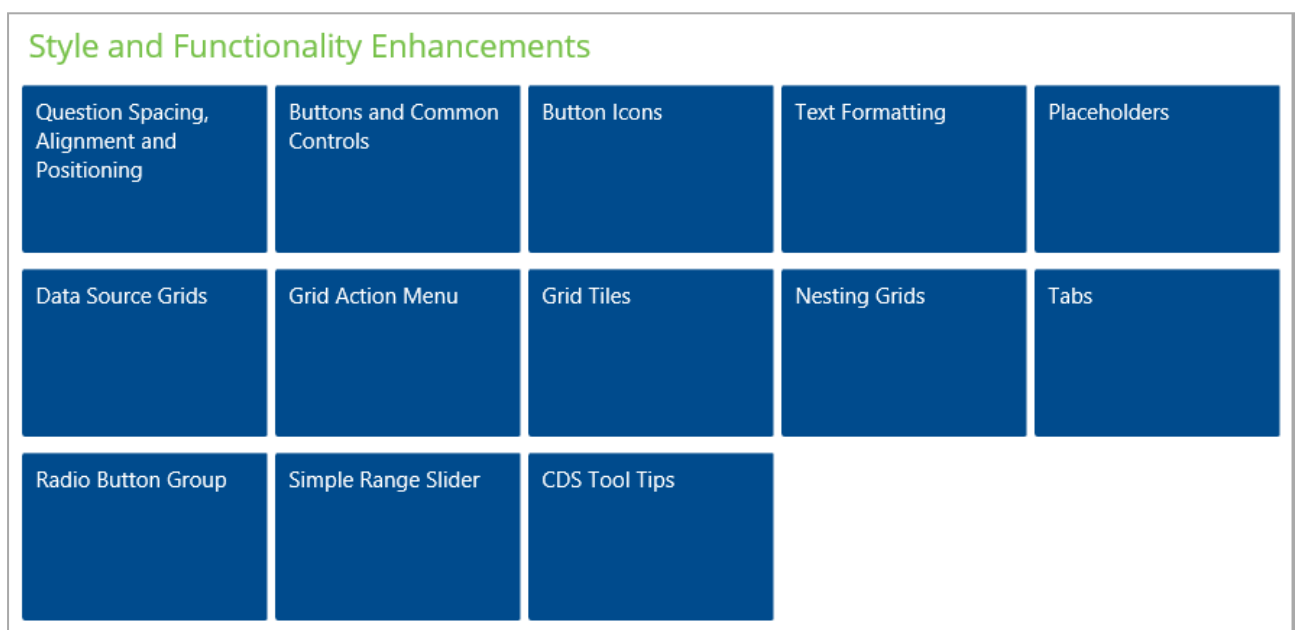 Style and Functionality Enhancements
Question Spacing,
Alignment and
Positioning
Buttons and Common
Controls
Button Icons
Text Formatting
Placeholders
Data Source Grids
Grid Action Menu
Grid Tiles
Nesting Grids
Tabs
Radio Button Group
Simple Range Slider
CDS Tool Tips